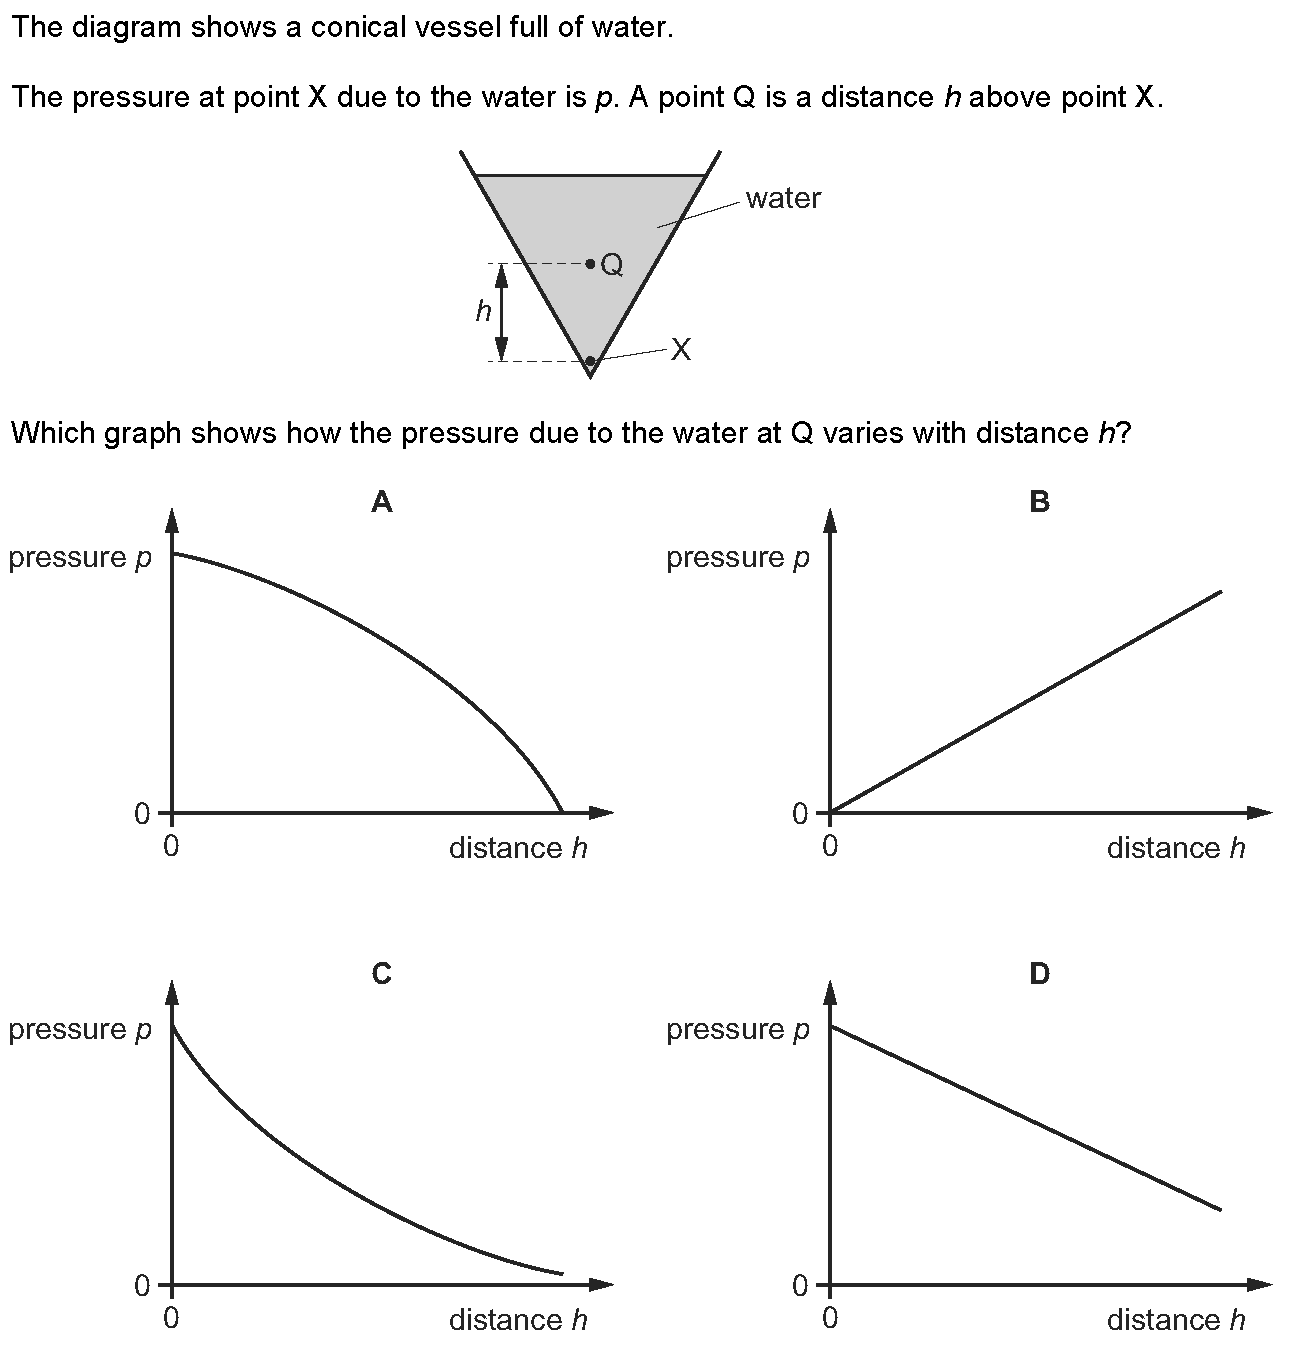 The diagram shows a conical vessel full of water.
The pressure at point X due to the water is p. A point Q is a distance h above point X.
water
Q
h
X
Which graph shows how the pressure due to the water at Q varies with distance h?
A
pressure p
0
0
distance h
B
pressure p
0
0
distance h
C
pressure p
0
0
distance h
D
pressure p
0
0
distance h